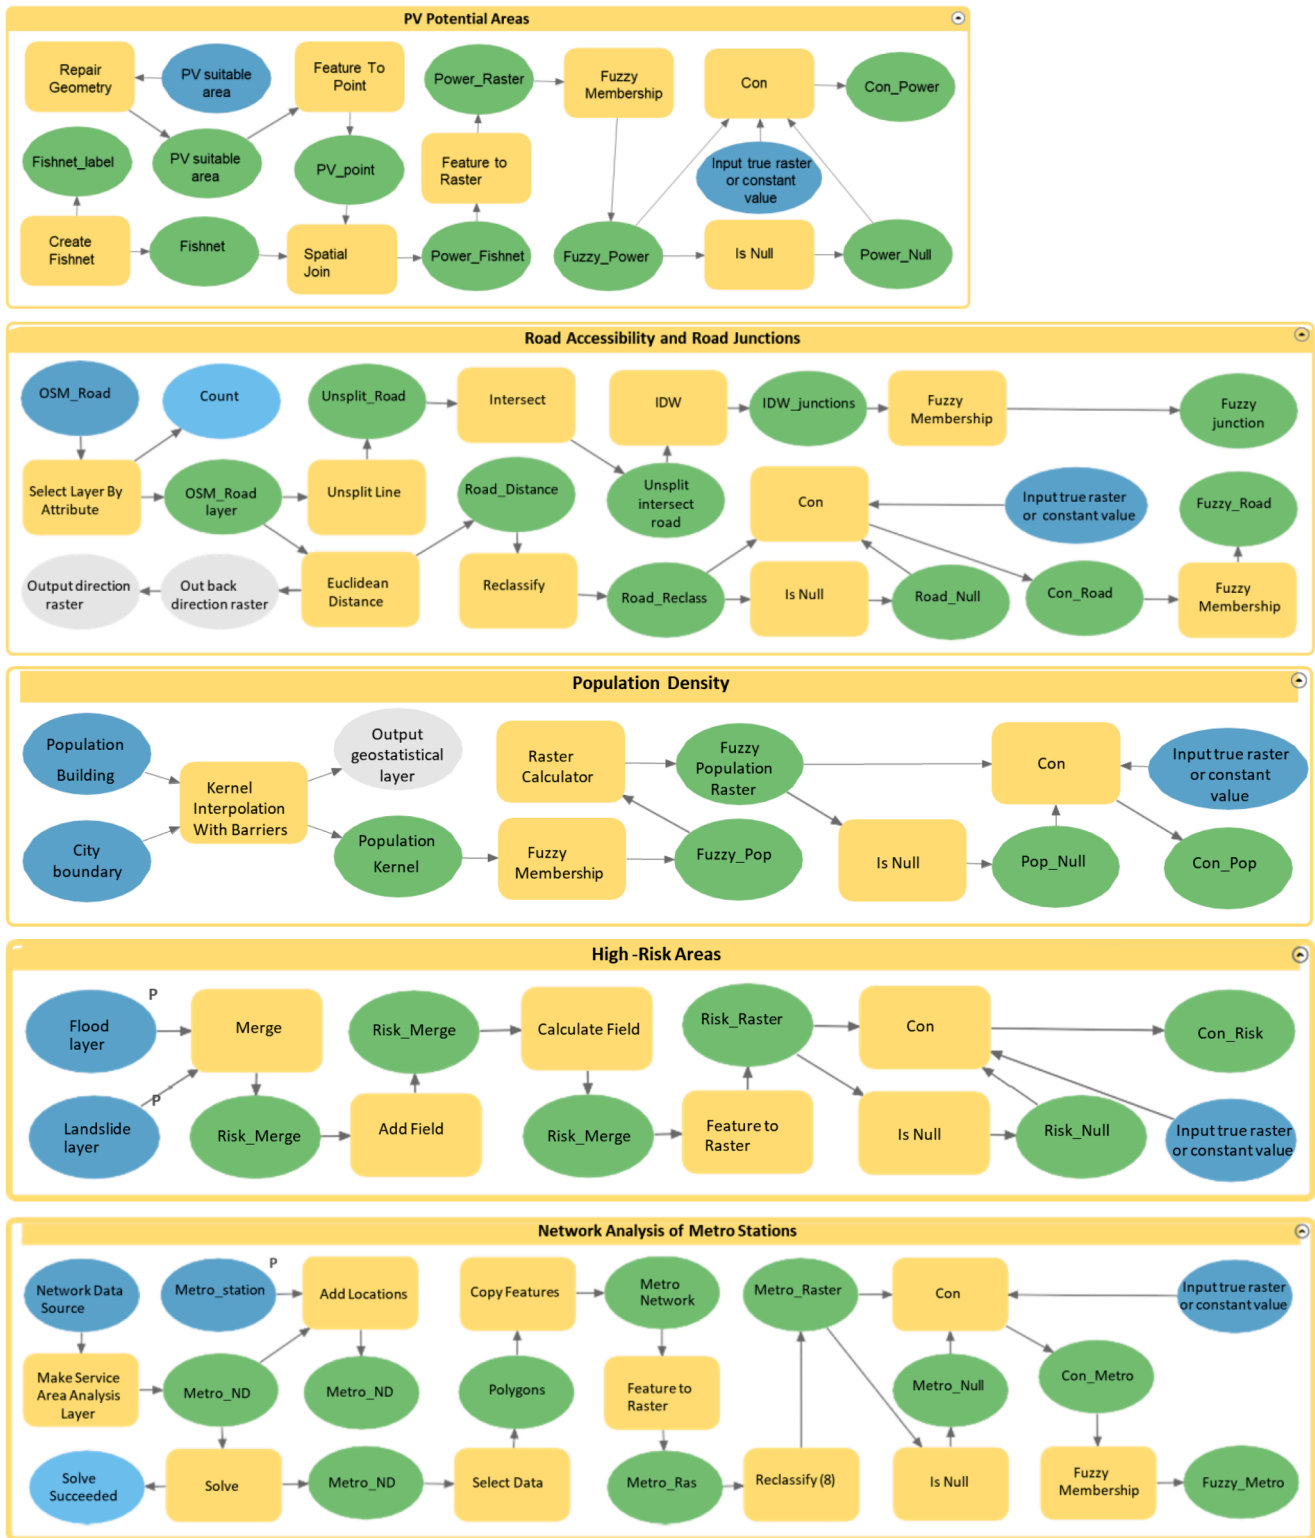 PV Potential Areas
Repair
Geometry
PV suitable
area
Feature To
Point
Power_Raster
Fuzzy
Membership
Con
Con_Power
Fishnet_label
PV suitable
area
PV_point
Feature to
Raster
Input true raster
or constant
value
Create
Fishnet
Fishnet
Spatial
Join
Power_Fishnet
Fuzzy_Power
Is Null
Power_Null
Road Accessibility and Road Junctions
OSM_Road
Count
Unsplit_Road
Intersect
IDW
IDW_junctions
Fuzzy
Membership
Fuzzy
junction
Select Layer By
Attribute
OSM_Road
layer
Unsplit Line
Road_Distance
Unsplit
intersect
road
Con
Input true raster
or constant value
Fuzzy_Road
Output direction
raster
Out back
direction raster
Euclidean
Distance
Reclassify
Road_Reclass
Is Null
Road_Null
Con_Road
Fuzzy
Membership
Population Density
Population
Building
Output
geostatistical
layer
Raster
Calculator
Fuzzy
Population
Raster
Con
Input true raster
or constant
value
Kernel
Interpolation
With Barriers
City
boundary
Population
Kernel
Fuzzy
Membership
Fuzzy_Pop
Is Null
Pop_Null
Con_Pop
High -Risk Areas
P
Flood
layer
Merge
Risk_Merge
Calculate Field
Risk_Raster
Con
Con_Risk
P
Landslide
layer
Risk_Merge
Add Field
Risk_Merge
Feature to
Raster
Is Null
Risk_Null
Input true raster
or constant value
Network Analysis of Metro Stations
Network Data
Source
Metro_station
P
Add Locations
Copy Features
Metro
Network
Metro_Raster
Con
Input true raster
or constant value
Make Service
Area Analysis
Layer
Metro_ND
Metro_ND
Polygons
Feature to
Raster
Metro_Null
Con_Metro
Solve
Succeeded
Solve
Metro_ND
Select Data
Metro_Ras
Reclassify (8)
Is Null
Fuzzy
Membership
Fuzzy_Metro